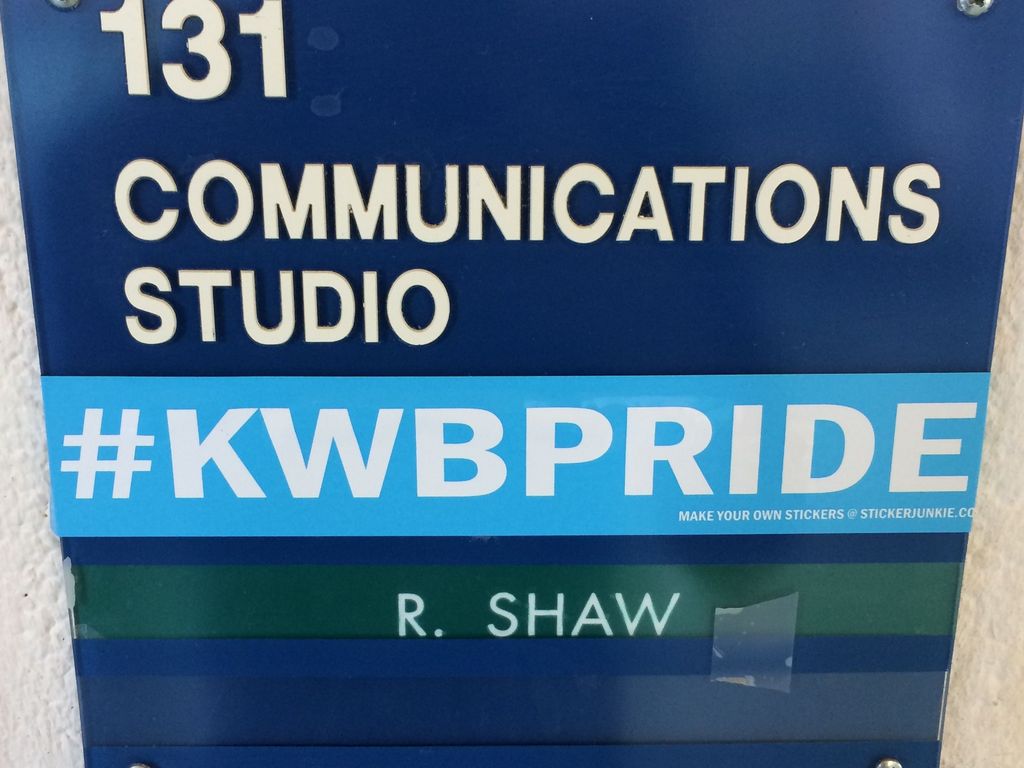 131
COMMUNICATIONS
STUDIO
#KWBPRIDE
MAKE YOUR OWN STICKERS @ STICKERJUNKIE.CO
R. SHAW